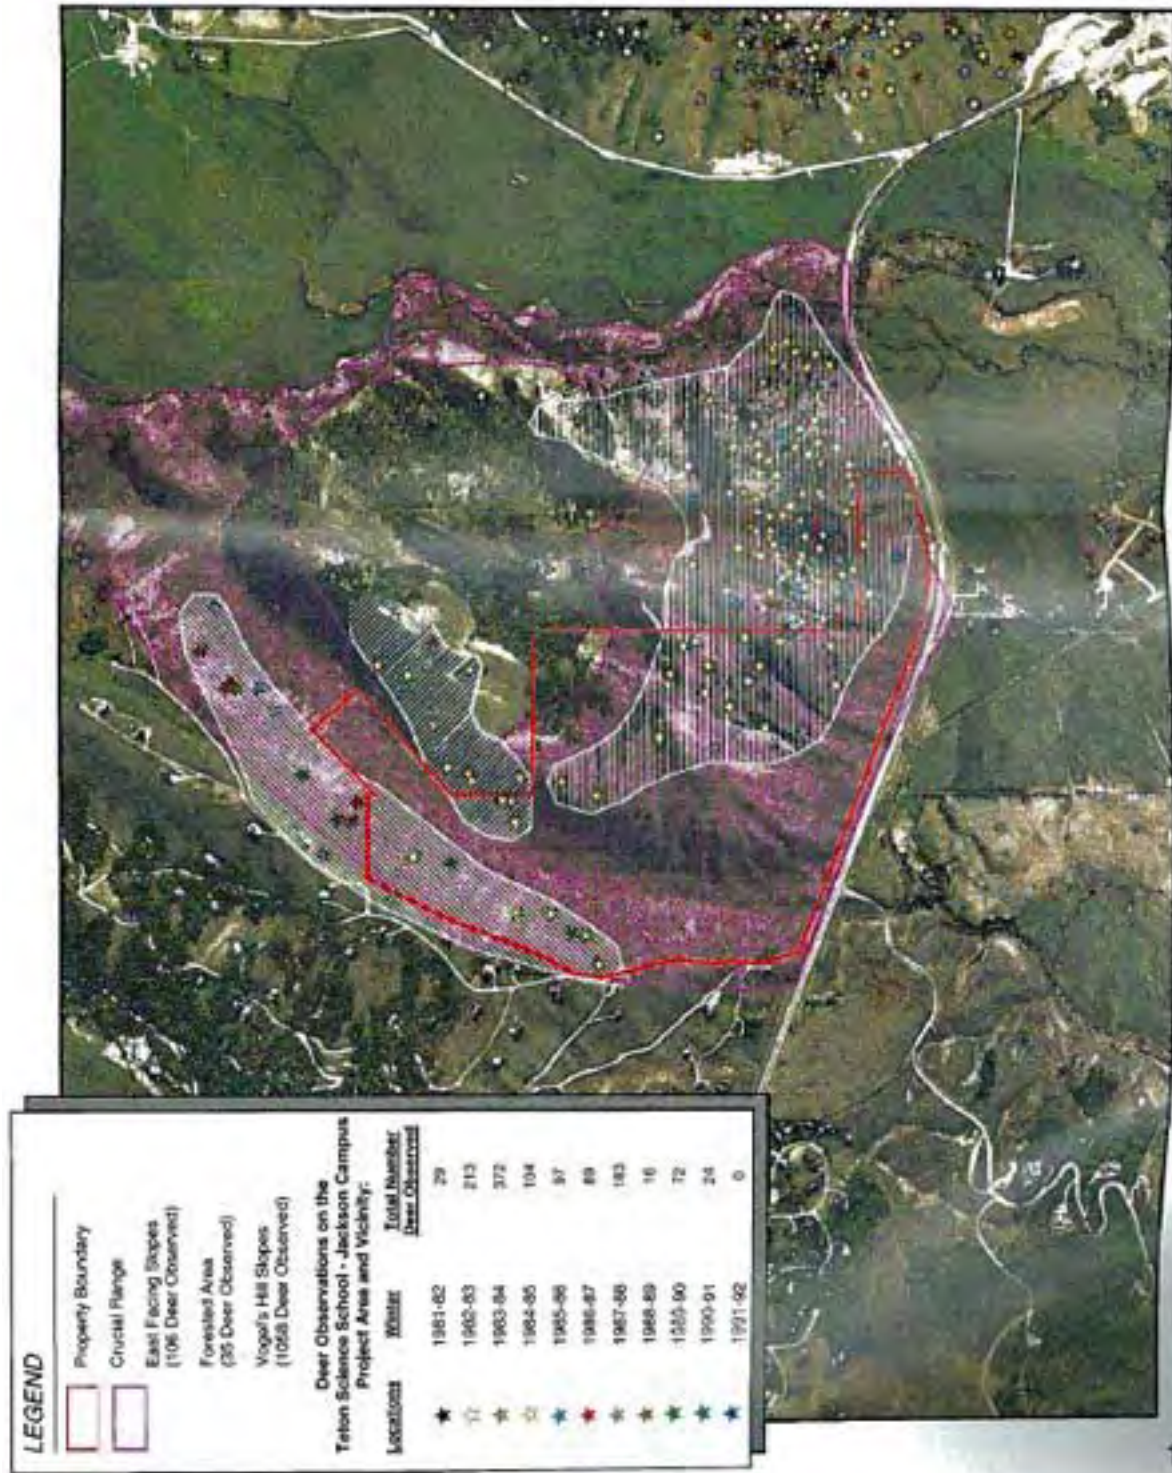 LEGEND
Property Boundary
Crucial Range
East Facing Slopes
(106 Deer Observed)
Forested Area
(35 Deer Observed)
Vogel's Hill Slopes
(1058 Deer Observed)
Deer Observations on the
Teton Science School - Jackson Campus
Project Area and Vicinity:
Locations Winter Total Number
Deer Observed
1981-82 29
1982-83 213
1983-84 372
1984-85 104
1985-86 97
1986-87 89
1987-88 183
1988-89 16
1989-90 72
1990-91 24
1991-92 0